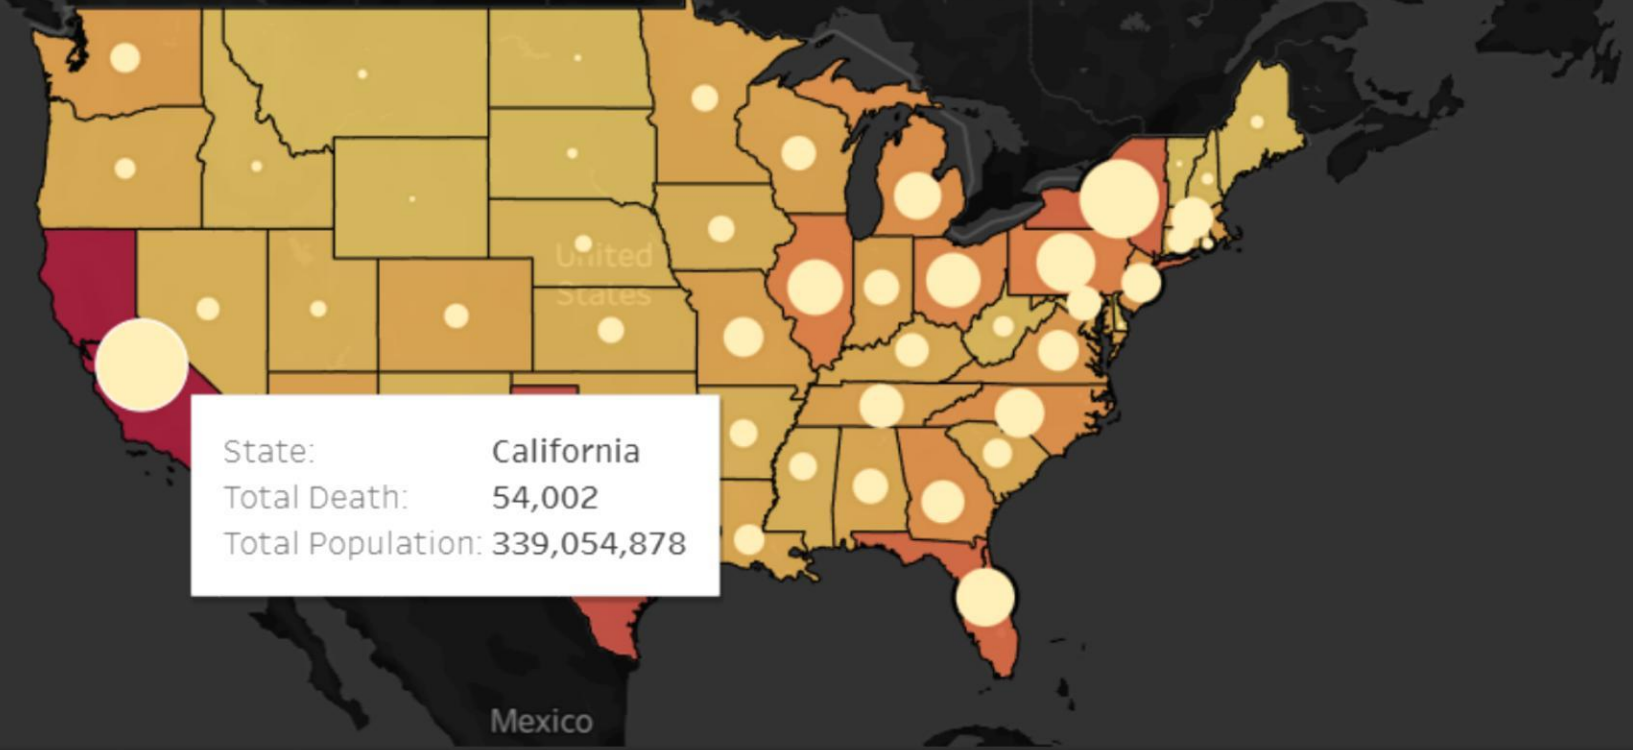 United
States
State: California
Total Death: 54,002
Total Population: 339,054,878
Mexico